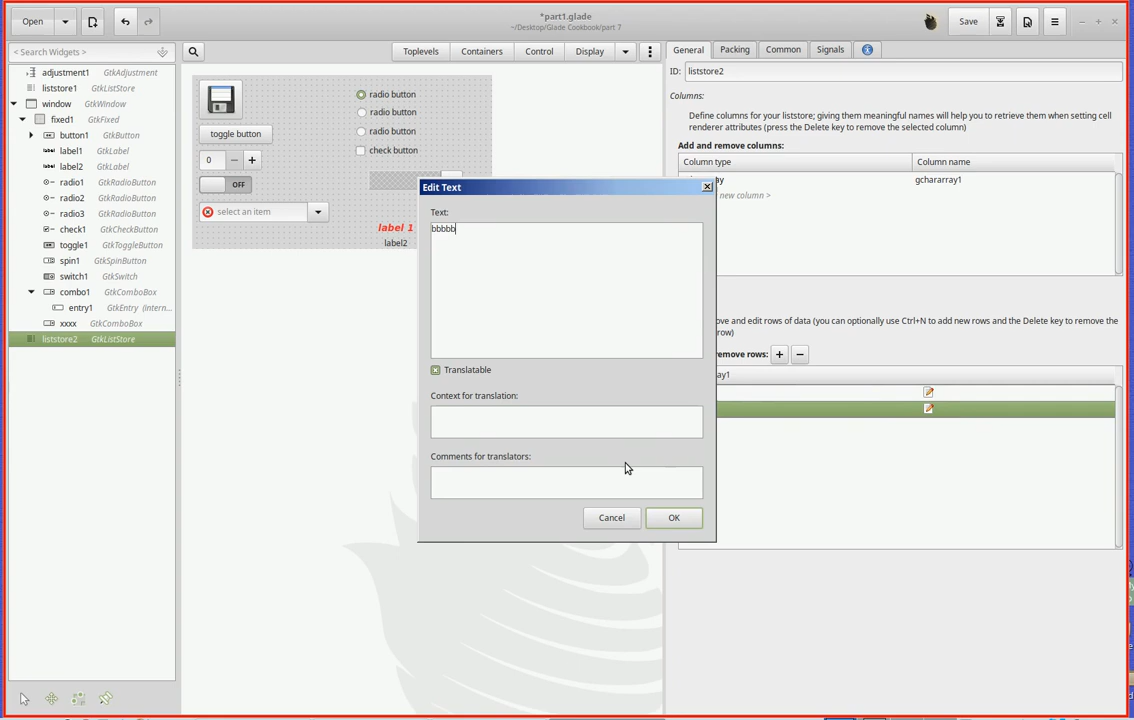 Open
*part1.glade
~/Desktop/Glade Cookbook/part 7
Save
< Search Widgets >
Toplevels
Containers
Control
Display
General
Packing
Common
Signals
adjustment1 GtkAdjustment
liststore1 GtkListStore
window GtkWindow
fixed1 GtkFixed
button1 GtkButton
label1 GtkLabel
label2 GtkLabel
radio1 GtkRadioButton
radio2 GtkRadioButton
radio3 GtkRadioButton
check1 GtkCheckButton
toggle1 GtkToggleButton
spin1 GtkSpinButton
switch1 GtkSwitch
combo1 GtkComboBox
entry1 GtkEntry (intern...
xxxx GtkComboBox
liststore2 GtkListStore
radio button
radio button
toggle button
radio button
0
check button
OFF
select an item
label 1
label2
Edit Text
Text:
bbbbb
Translatable
Context for translation:
Comments for translators:
Cancel
OK
ID:
liststore2
Columns:
Define columns for your liststore; giving them meaningful names will help you to retrieve them when setting cell
renderer attributes (press the Delete key to remove the selected column)
Add and remove columns:
Column type
Column name
gchararray1
new column >
ve and edit rows of data (you can optionally use Ctrl+N to add new rows and the Delete key to remove the
row)
emove rows:
ay1